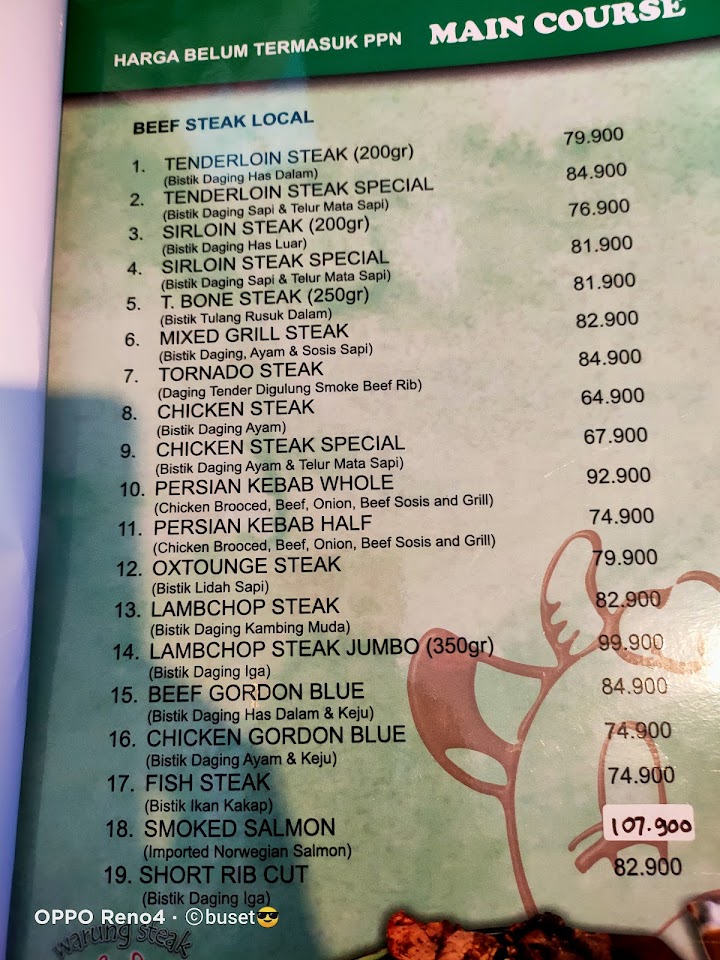 HARGA BELUM TERMASUK PPN MAIN COURSE
BEEF STEAK LOCAL
1. TENDERLOIN STEAK (200gr) 79.900
(Bistik Daging Has Dalam)
2. TENDERLOIN STEAK SPECIAL 84.900
(Bistik Daging Sapi & Telur Mata Sapi)
3. SIRLOIN STEAK (200gr) 76.900
(Bistik Daging Has Luar)
4. SIRLOIN STEAK SPECIAL 81.900
(Bistik Daging Sapi & Telur Mata Sapi)
5. T. BONE STEAK (250gr) 81.900
(Bistik Tulang Rusuk Dalam)
6. MIXED GRILL STEAK 82.900
(Bistik Daging, Ayam & Sosis Sapi)
7. TORNADO STEAK 84.900
(Daging Tender Digulung Smoke Beef Rib)
8. CHICKEN STEAK 64.900
(Bistik Daging Ayam)
9. CHICKEN STEAK SPECIAL 67.900
(Bistik Daging Ayam & Telur Mata Sapi)
10. PERSIAN KEBAB WHOLE 92.900
(Chicken Brooced, Beef, Onion, Beef Sosis and Grill)
11. PERSIAN KEBAB HALF 74.900
(Chicken Brooced, Beef, Onion, Beef Sosis and Grill)
12. OXTOUNGE STEAK 79.900
(Bistik Lidah Sapi)
13. LAMBCHOP STEAK 82.900
(Bistik Daging Kambing Muda)
14. LAMBCHOP STEAK JUMBO (350gr) 99.900
(Bistik Daging Iga)
15. BEEF GORDON BLUE 84.900
(Bistik Daging Has Dalam & Keju)
16. CHICKEN GORDON BLUE 74.900
(Bistik Daging Ayam & Keju)
17. FISH STEAK 74.900
(Bistik Ikan Kakap)
18. SMOKED SALMON 107.900
(Imported Norwegian Salmon)
19. SHORT RIB CUT 82.900
(Bistik Daging Iga)
OPPO Reno4 · ©buset😎
warung steak